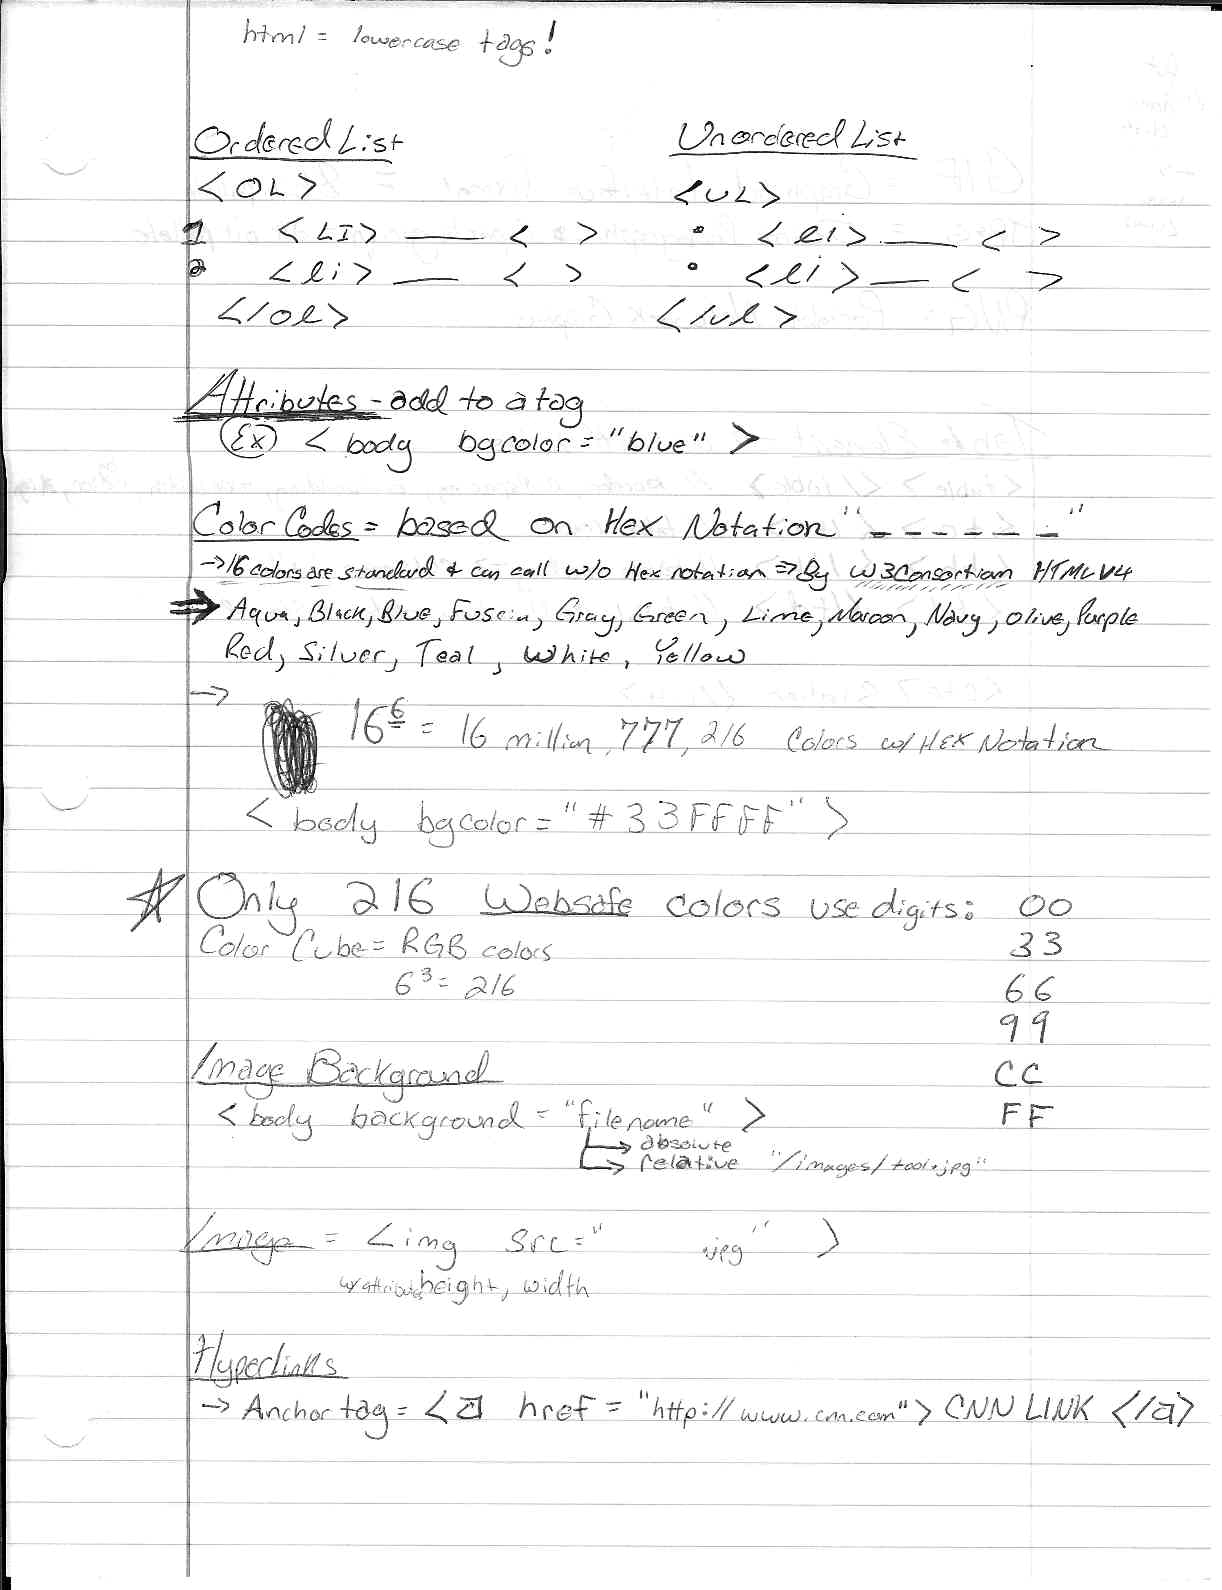 html = lowercase tags!
Ordered List
Unordered List
<OL>
<UL>
1 <LI> ___ < >
• <li> ___ < >
2 <li> ___ < >
• <li> ___ < >
</ol>
</ul>
Attributes - add to a tag
Ex < body bgcolor = "blue" >
Color Codes = based on Hex Notation "_ _ _ _ _ _"
→ 16 colors are standard & can call w/o Hex notation ⇒ By W3Consortium HTML V4
⇒ Aqua, Black, Blue, Fuscia, Gray, Green, Lime, Maroon, Navy, Olive, Purple
Red, Silver, Teal, White, Yellow
→
16⁶ = 16 million, 777, 216 Colors w/ HEX Notation
< body bgcolor = "#33FFFF" >
☆ Only 216 Websafe colors use digits: 00
Color Cube = RGB colors
33
6³ = 216
66
99
Image Background
CC
< body background = "filename" >
FF
→ absolute
→ relative "/images/tool.jpg"
Image = <img src = " .jpg" >
w/ attributes height, width
Hyperlinks
→ Anchor tag = <a href = "http://www.cnn.com"> CNN LINK </a>